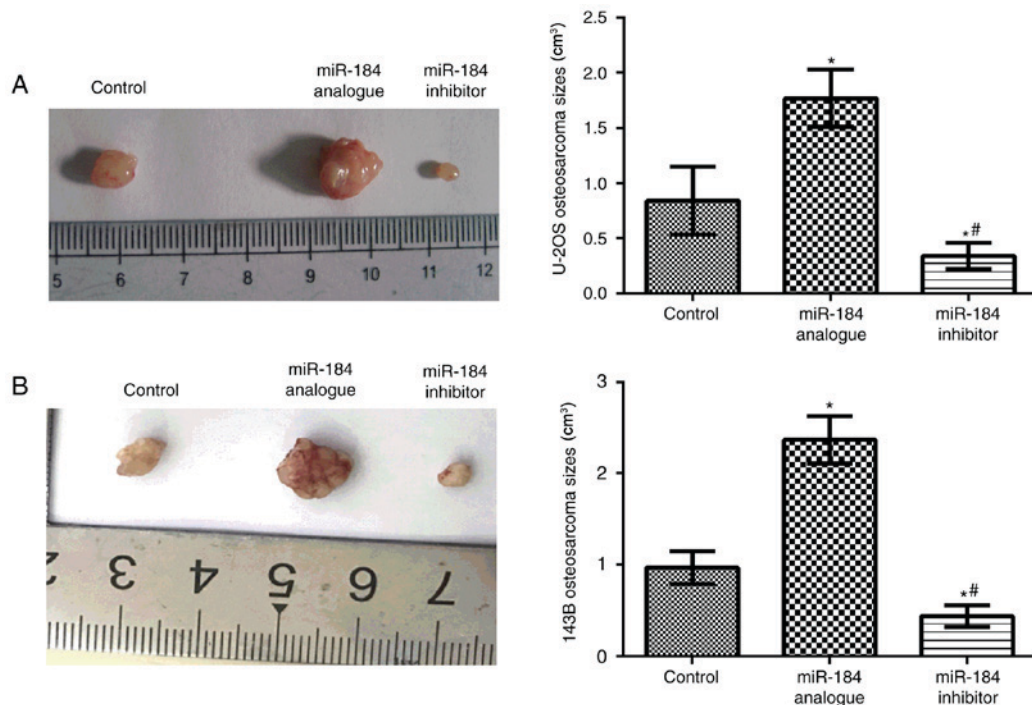 A
Control
miR-184
analogue
miR-184
inhibitor
5 6 7 8 9 10 11 12
U-2OS osteosarcoma sizes (cm³)
2.5
2.0
1.5
1.0
0.5
0.0
*
*#
Control
miR-184
analogue
miR-184
inhibitor
B
Control
miR-184
analogue
miR-184
inhibitor
2 3 4 5 6 7
143B osteosarcoma sizes (cm³)
3
2
1
0
*
*#
Control
miR-184
analogue
miR-184
inhibitor